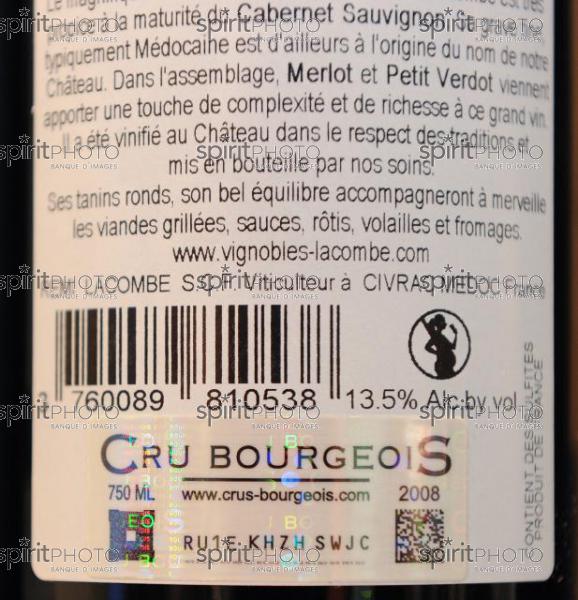 à la maturité du Cabernet Sauvignon
typiquement Médocaine est d'ailleurs à l'origine du nom de notre
Château. Dans l'assemblage, Merlot et Petit Verdot viennent
apporter une touche de complexité et de richesse à ce grand vin.
Il a été vinifié au Château dans le respect des traditions et
mis en bouteille par nos soins.
Ses tanins ronds, son bel équilibre accompagneront à merveille
les viandes grillées, sauces, rôtis, volailles et fromages.
www.vignobles-lacombe.com
LACOMBE S.C.F. Viticulteur à CIVRAC MEDOC France
3 760089 810538 13.5% Alc.by.vol
CONTIENT DES SULFITES
PRODUIT DE FRANCE
CRU BOURGEOIS
750 ML www.crus-bourgeois.com 2008
KHZH SWJC
spiritPHOTO
BANQUE D'IMAGES